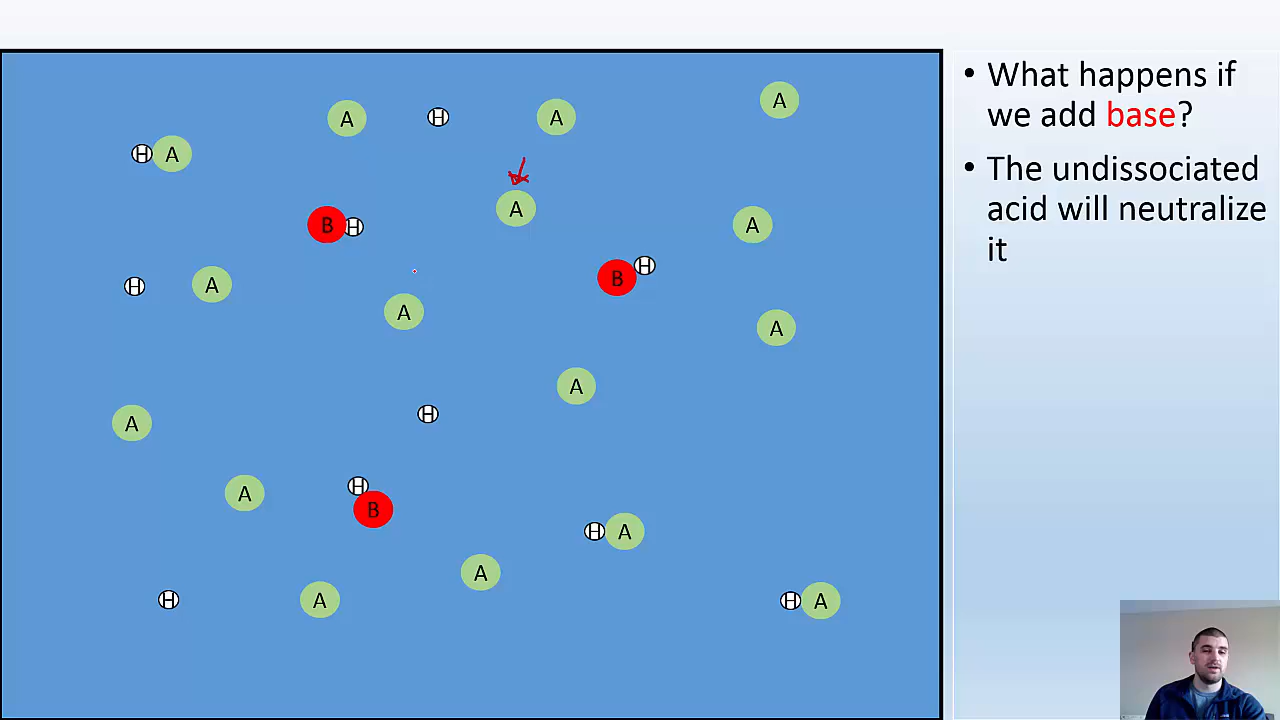 A
A
H
A
H A
A
B H
A
H
B
H A
A
A
A
H
A
H
A
B
H A
A
H
A
H A
• What happens if
we add base?
• The undissociated
acid will neutralize
it